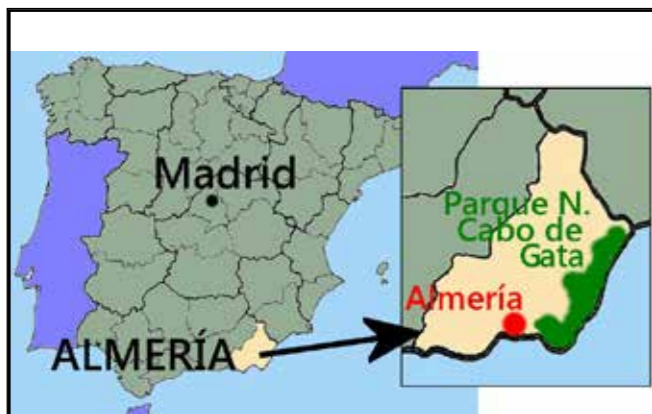 Madrid
ALMERÍA
Parque N.
Cabo de
Gata
Almería